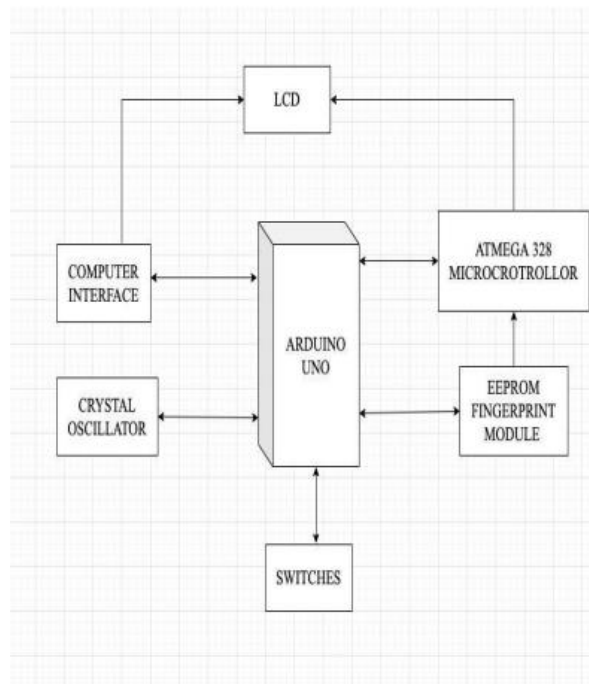 LCD
COMPUTER
INTERFACE
ATMEGA 328
MICROCROTROLLOR
ARDUINO
UNO
CRYSTAL
OSCILLATOR
EEPROM
FINGERPRINT
MODULE
SWITCHES